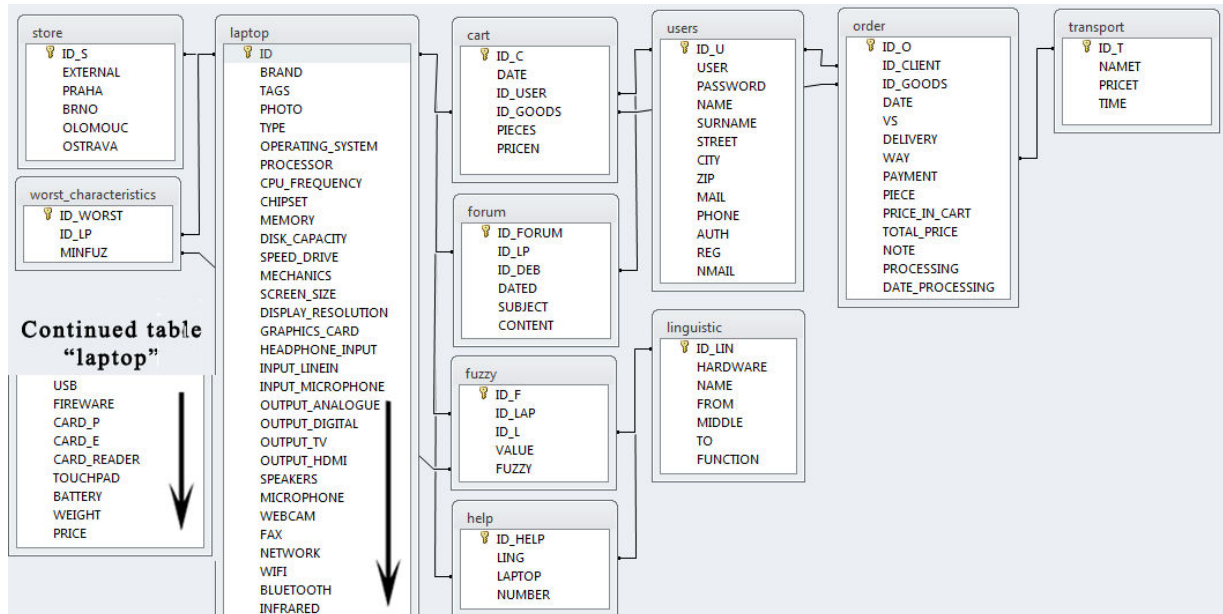 store
ID_S
EXTERNAL
PRAHA
BRNO
OLOMOUC
OSTRAVA
worst_characteristics
ID_WORST
ID_LP
MINFUZ
Continued table
“laptop”
USB
FIREWARE
CARD_P
CARD_E
CARD_READER
TOUCHPAD
BATTERY
WEIGHT
PRICE
laptop
ID
BRAND
TAGS
PHOTO
TYPE
OPERATING_SYSTEM
PROCESSOR
CPU_FREQUENCY
CHIPSET
MEMORY
DISK_CAPACITY
SPEED_DRIVE
MECHANICS
SCREEN_SIZE
DISPLAY_RESOLUTION
GRAPHICS_CARD
HEADPHONE_INPUT
INPUT_LINEIN
INPUT_MICROPHONE
OUTPUT_ANALOGUE
OUTPUT_DIGITAL
OUTPUT_TV
OUTPUT_HDMI
SPEAKERS
MICROPHONE
WEBCAM
FAX
NETWORK
WIFI
BLUETOOTH
INFRARED
cart
ID_C
DATE
ID_USER
ID_GOODS
PIECES
PRICEN
forum
ID_FORUM
ID_LP
ID_DEB
DATED
SUBJECT
CONTENT
fuzzy
ID_F
ID_LAP
ID_L
VALUE
FUZZY
help
ID_HELP
LING
LAPTOP
NUMBER
users
ID_U
USER
PASSWORD
NAME
SURNAME
STREET
CITY
ZIP
MAIL
PHONE
AUTH
REG
NMAIL
linguistic
ID_LIN
HARDWARE
NAME
FROM
MIDDLE
TO
FUNCTION
order
ID_O
ID_CLIENT
ID_GOODS
DATE
VS
DELIVERY
WAY
PAYMENT
PIECE
PRICE_IN_CART
TOTAL_PRICE
NOTE
PROCESSING
DATE_PROCESSING
transport
ID_T
NAMET
PRICET
TIME